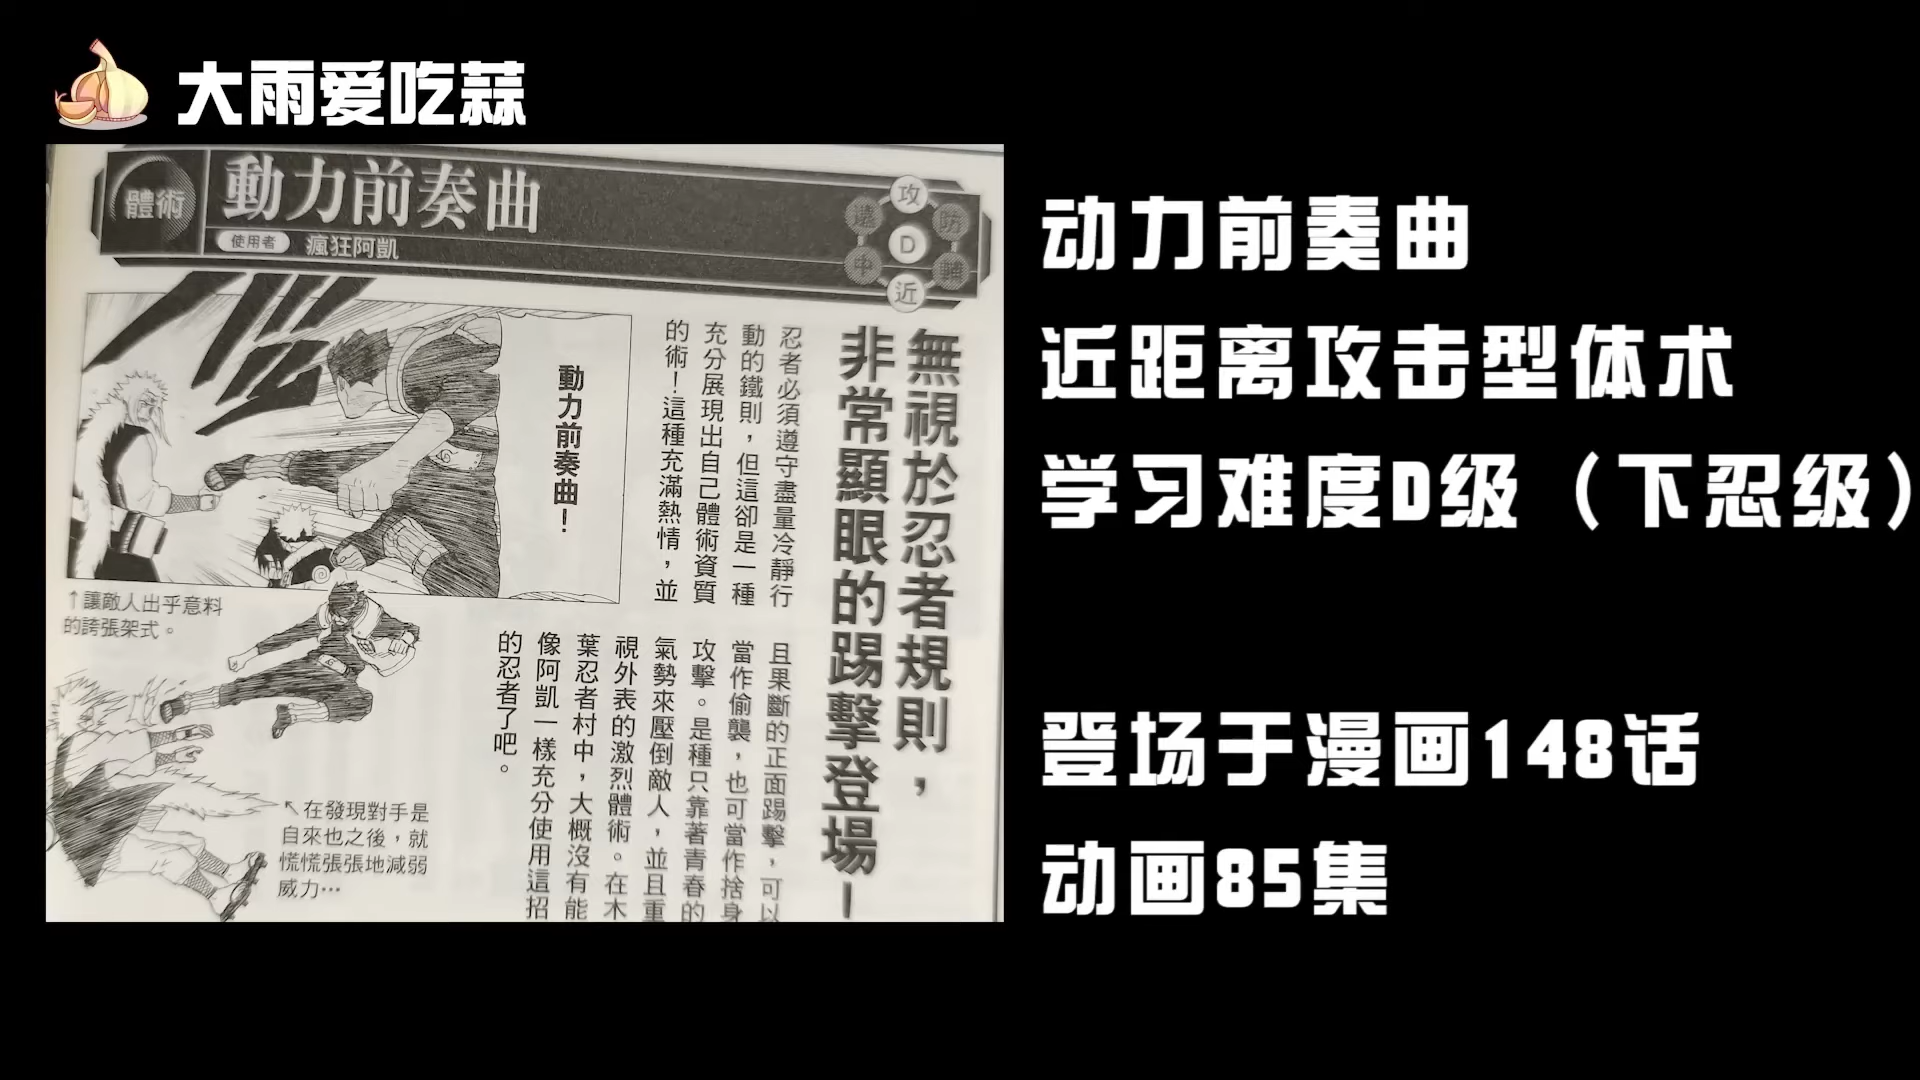 大雨爱吃蒜
體術
動力前奏曲
使用者 瘋狂阿凱
攻
遠 防
D
中 輔
近
無視於忍者規則，
非常顯眼的踢擊登場！
忍者必須遵守盡量冷靜行
動的鐵則，但這卻是一種
充分展現出自己體術資質
的術！這種充滿熱情，並
且果斷的正面踢擊，可以
當作偷襲，也可當作捨身
攻擊。是種只靠著青春的
氣勢來壓倒敵人，並且重
視外表的激烈體術。在木
葉忍者村中，大概沒有能
像阿凱一樣充分使用這招
的忍者了吧。
動力前奏曲！
↑讓敵人出乎意料
的誇張架式。
↖在發現對手是
自來也之後，就
慌慌張張地減弱
威力…
动力前奏曲
近距离攻击型体术
学习难度D级（下忍级）
登场于漫画148话
动画85集